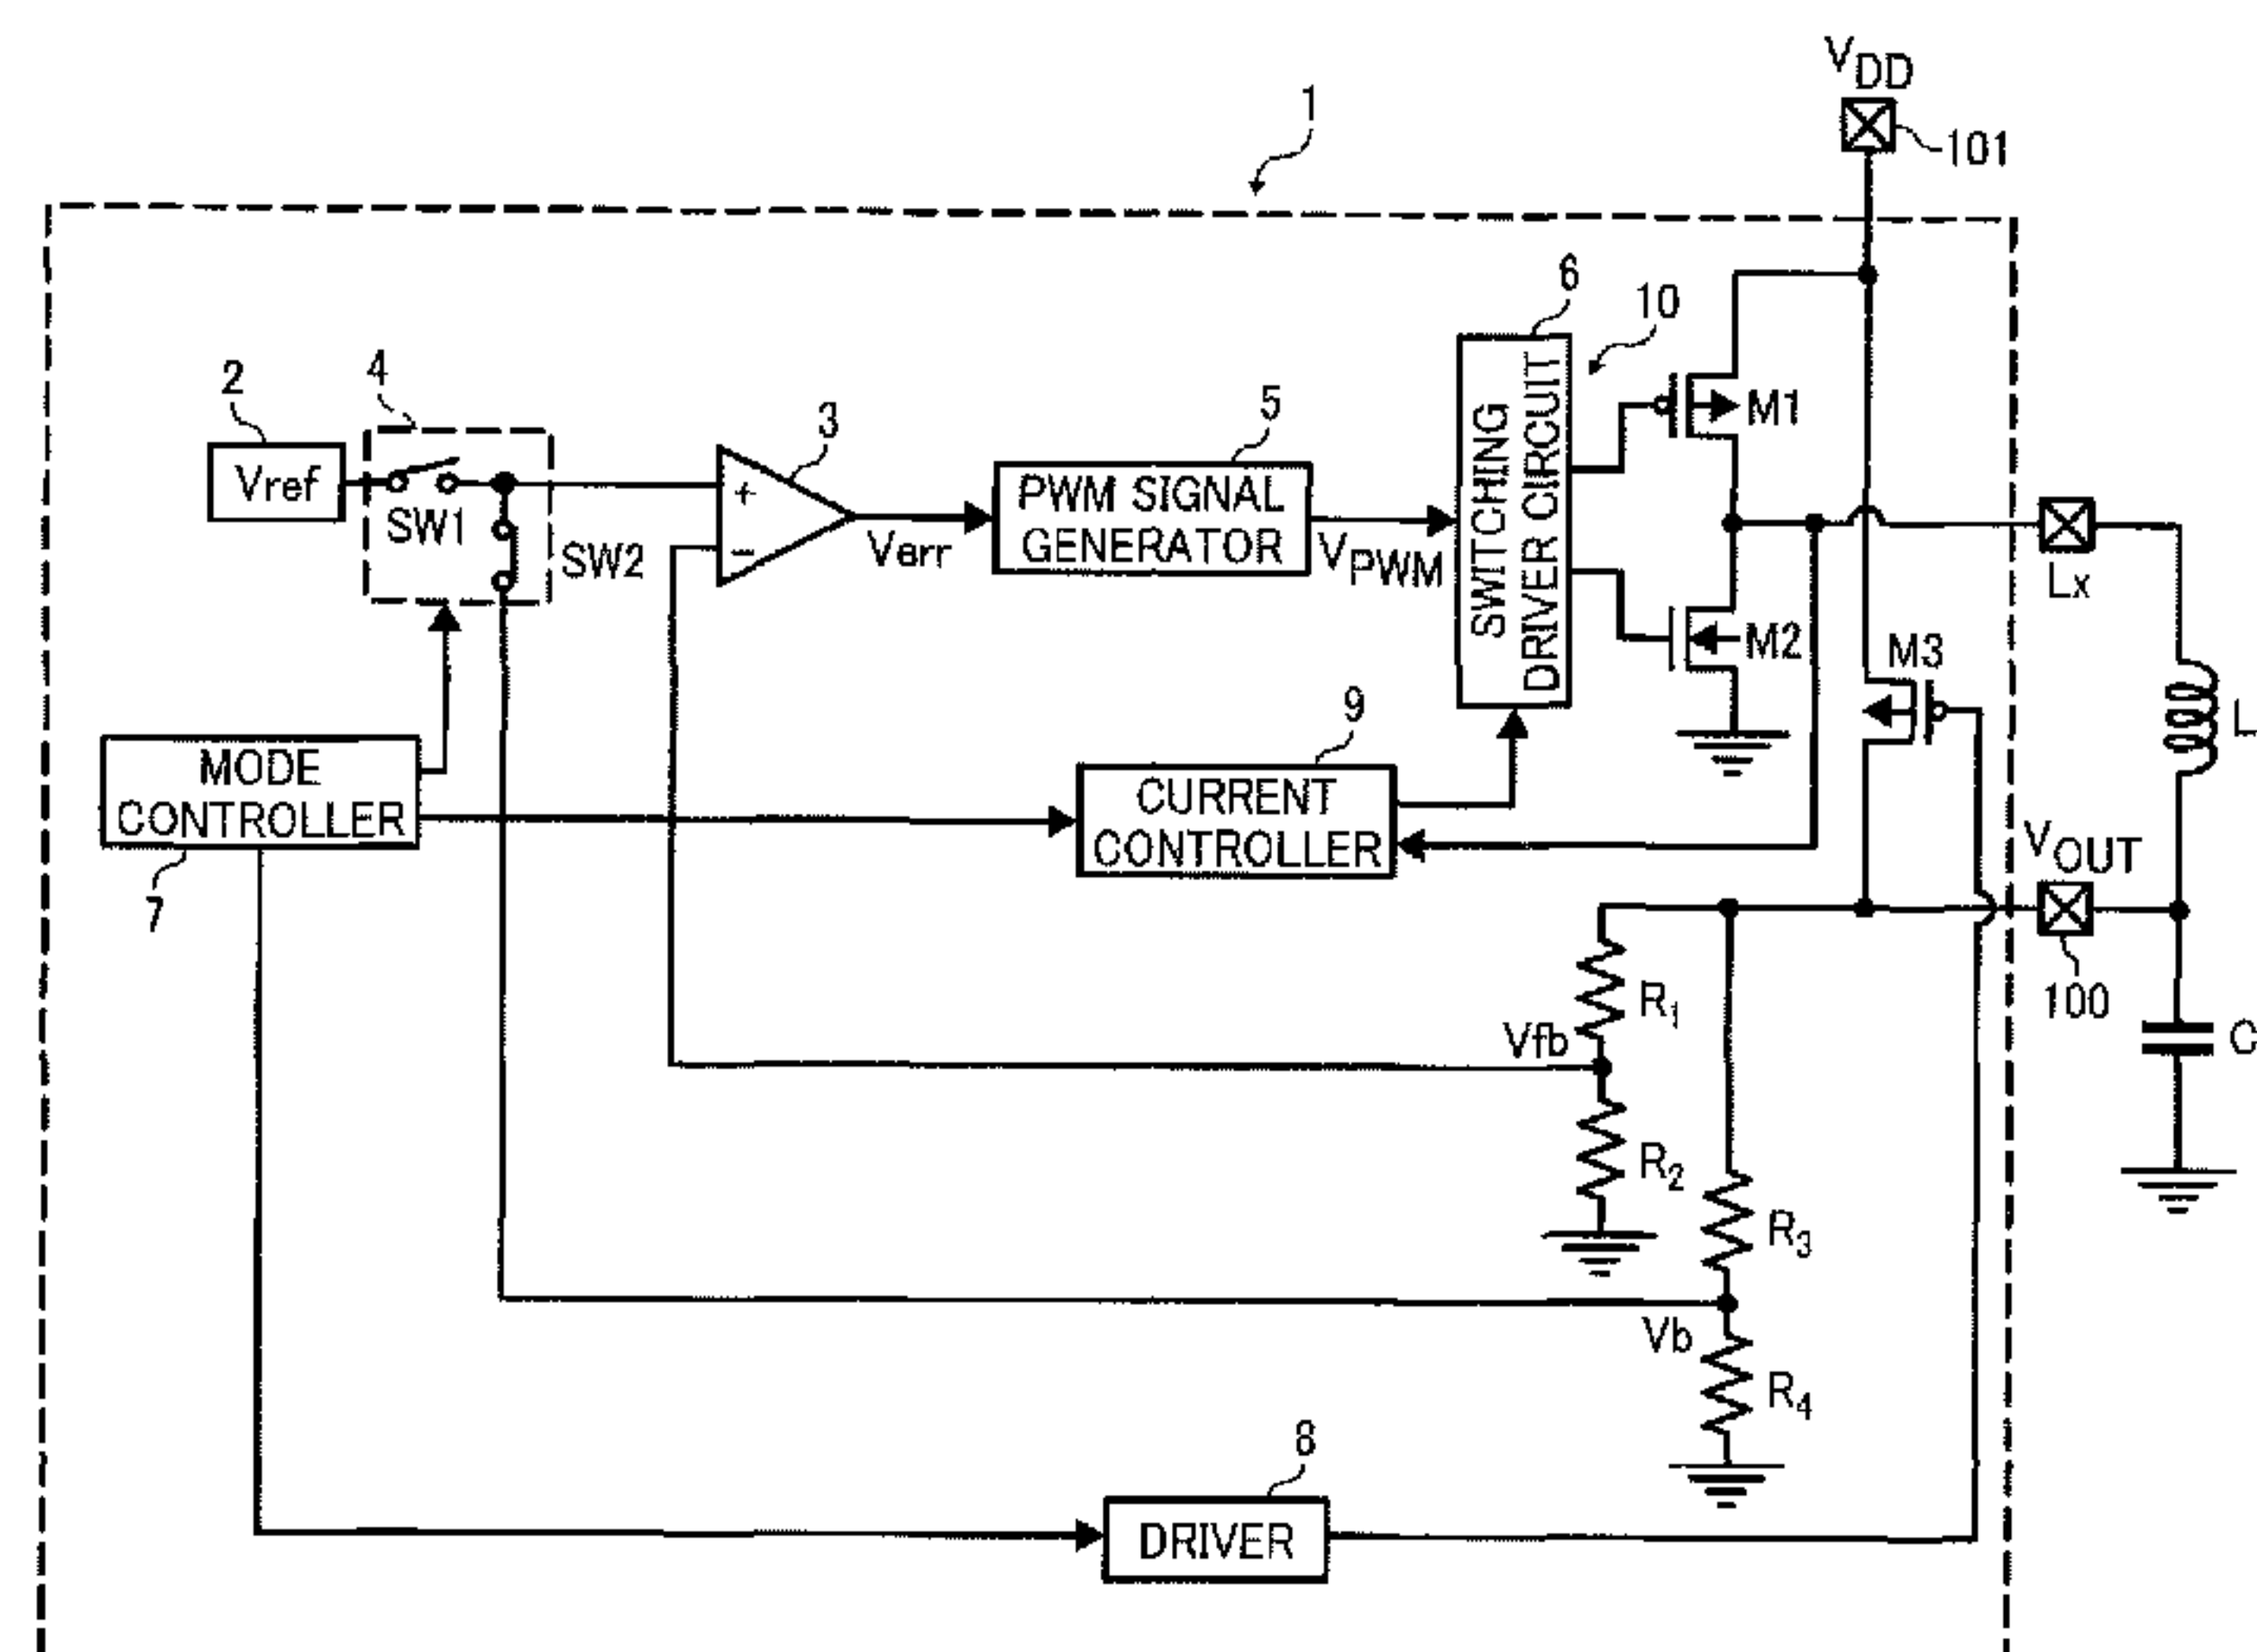 VDD
101
1
2
4
3
5
6
10
Vref
SW1
SW2
+
−
Verr
PWM SIGNAL
GENERATOR
VPWM
SWITCHING
DRIVER CIRCUIT
M1
M2
M3
Lx
L
MODE
CONTROLLER
7
9
CURRENT
CONTROLLER
VOUT
100
C
R1
Vfb
R2
R3
Vb
R4
8
DRIVER